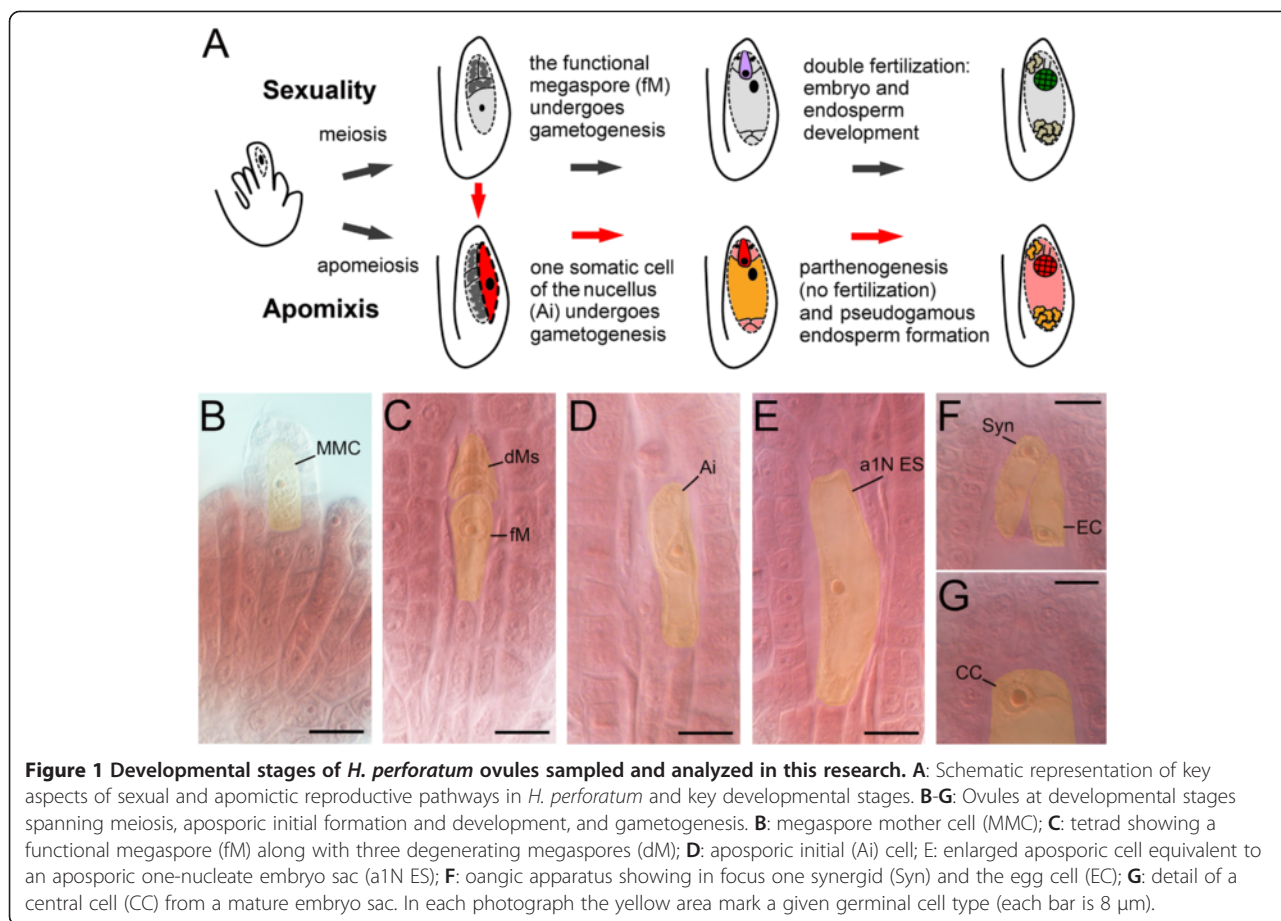 A
Sexuality
meiosis
the functional
megaspore (fM)
undergoes
gametogenesis
double fertilization:
embryo and
endosperm
development
apomeiosis
Apomixis
one somatic cell
of the nucellus
(Ai) undergoes
gametogenesis
parthenogenesis
(no fertilization)
and pseudogamous
endosperm formation
B
MMC
C
dMs
fM
D
Ai
E
a1N ES
F
Syn
EC
G
CC
Figure 1 Developmental stages of H. perforatum ovules sampled and analyzed in this research. A: Schematic representation of key
aspects of sexual and apomictic reproductive pathways in H. perforatum and key developmental stages. B-G: Ovules at developmental stages
spanning meiosis, aposporic initial formation and development, and gametogenesis. B: megaspore mother cell (MMC); C: tetrad showing a
functional megaspore (fM) along with three degenerating megaspores (dM); D: aposporic initial (Ai) cell; E: enlarged aposporic cell equivalent to
an aposporic one-nucleate embryo sac (a1N ES); F: oangic apparatus showing in focus one synergid (Syn) and the egg cell (EC); G: detail of a
central cell (CC) from a mature embryo sac. In each photograph the yellow area mark a given germinal cell type (each bar is 8 μm).